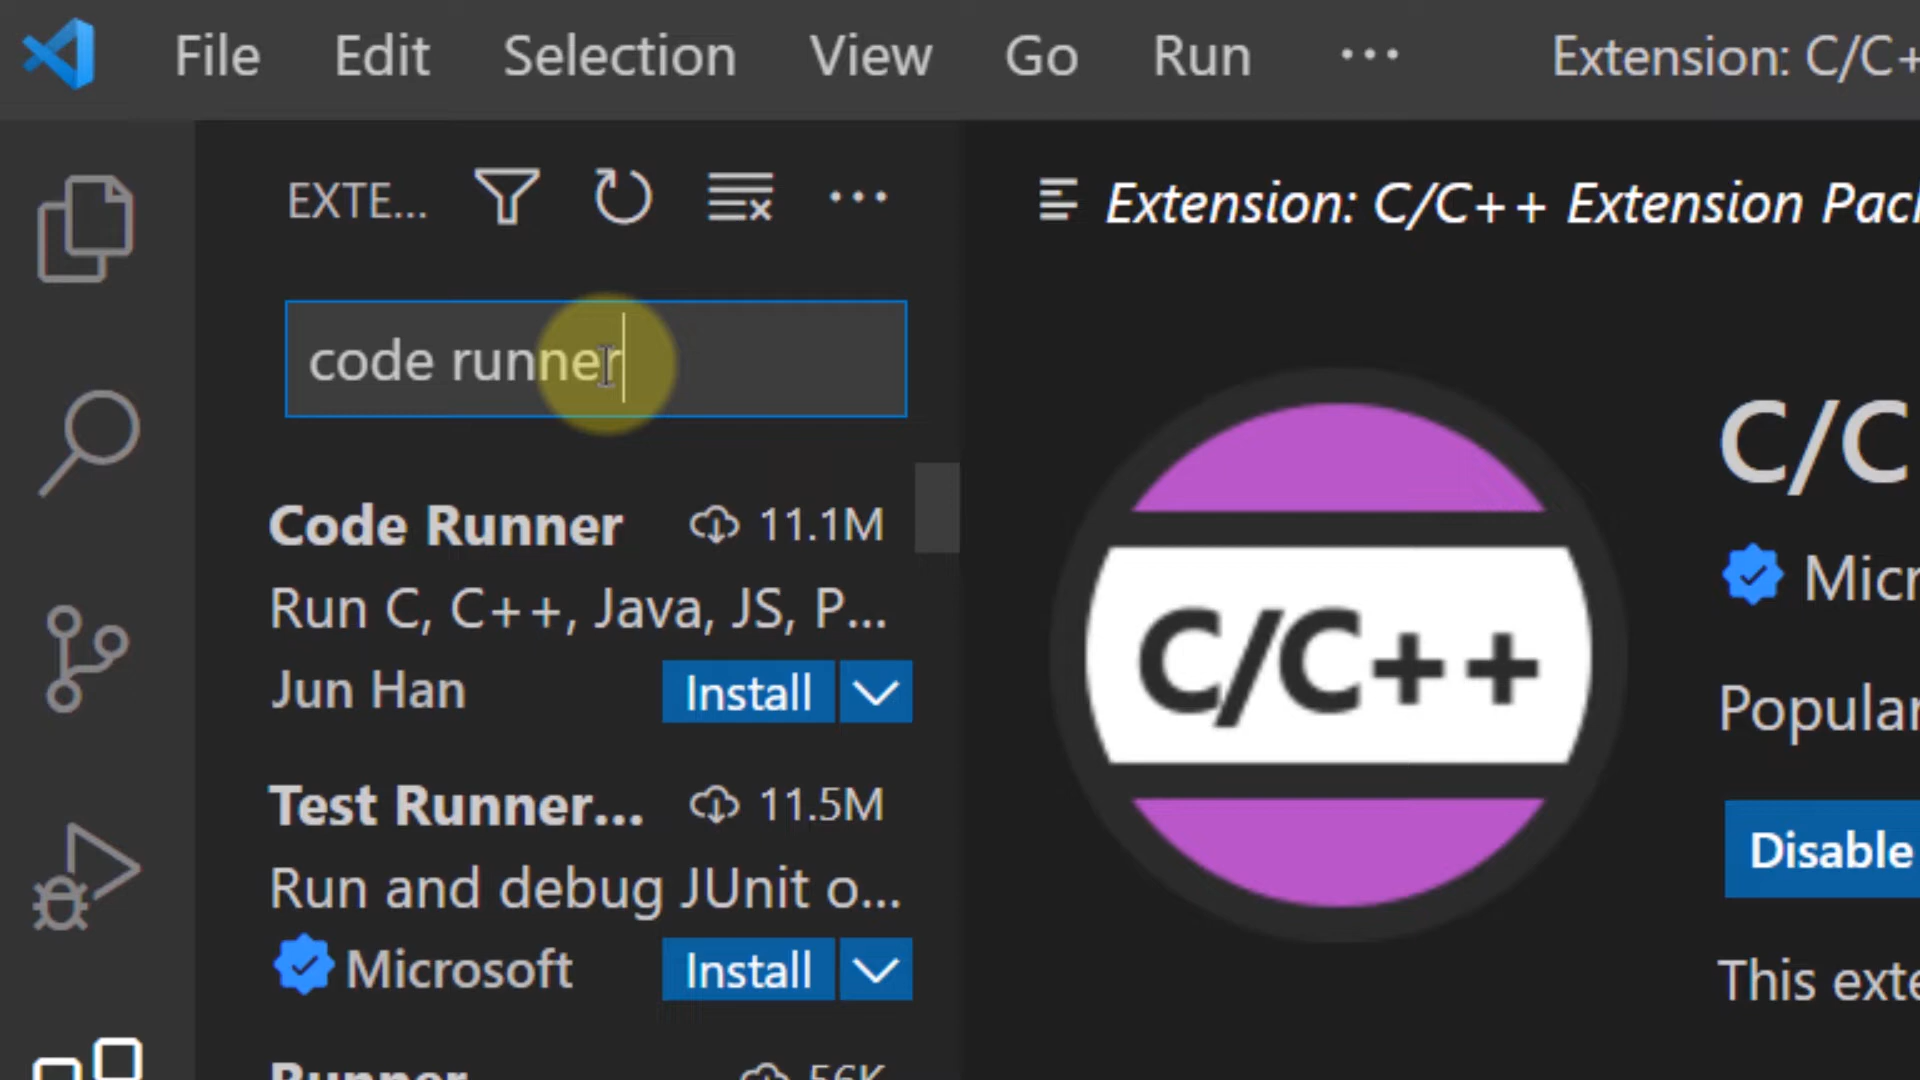 File Edit Selection View Go Run ··· Extension: C/C+
EXTE... ···
Extension: C/C++ Extension Pac
code runner
Code Runner 11.1M
Run C, C++, Java, JS, P...
Jun Han Install
Test Runner... 11.5M
Run and debug JUnit o...
Microsoft Install
Runner 56K
C/C++
C/C
Micr
Popular
Disable
This exte